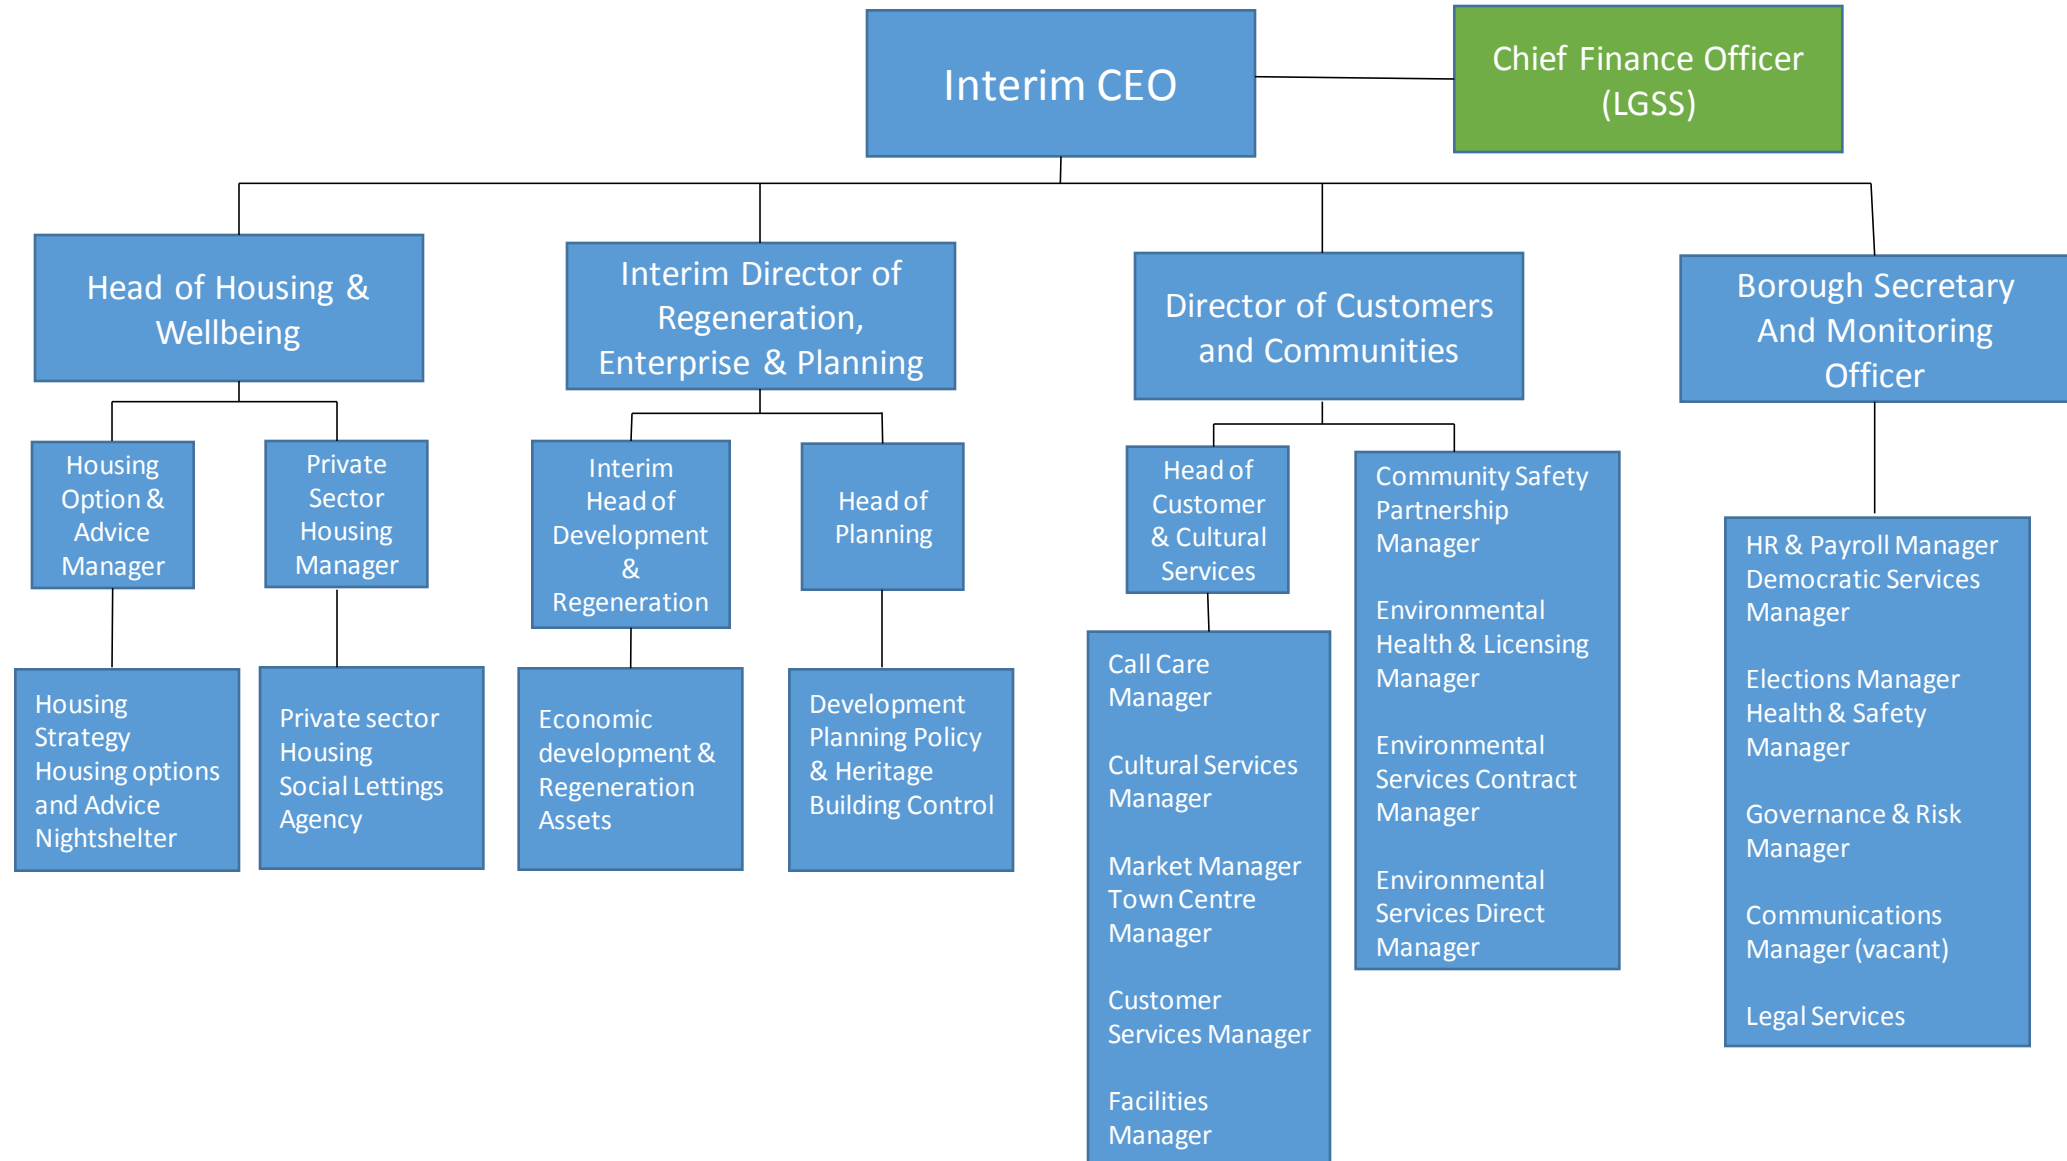 Interim CEO
Chief Finance Officer
(LGSS)
Head of Housing &
Wellbeing
Interim Director of
Regeneration,
Enterprise & Planning
Director of Customers
and Communities
Borough Secretary
And Monitoring
Officer
Housing
Option &
Advice
Manager
Private
Sector
Housing
Manager
Interim
Head of
Development
&
Regeneration
Head of
Planning
Head of
Customer
& Cultural
Services
Community Safety
Partnership
Manager
Environmental
Health & Licensing
Manager
Environmental
Services Contract
Manager
Environmental
Services Direct
Manager
HR & Payroll Manager
Democratic Services
Manager
Elections Manager
Health & Safety
Manager
Governance & Risk
Manager
Communications
Manager (vacant)
Legal Services
Housing
Strategy
Housing options
and Advice
Nightshelter
Private sector
Housing
Social Lettings
Agency
Economic
development &
Regeneration
Assets
Development
Planning Policy
& Heritage
Building Control
Call Care
Manager
Cultural Services
Manager
Market Manager
Town Centre
Manager
Customer
Services Manager
Facilities
Manager